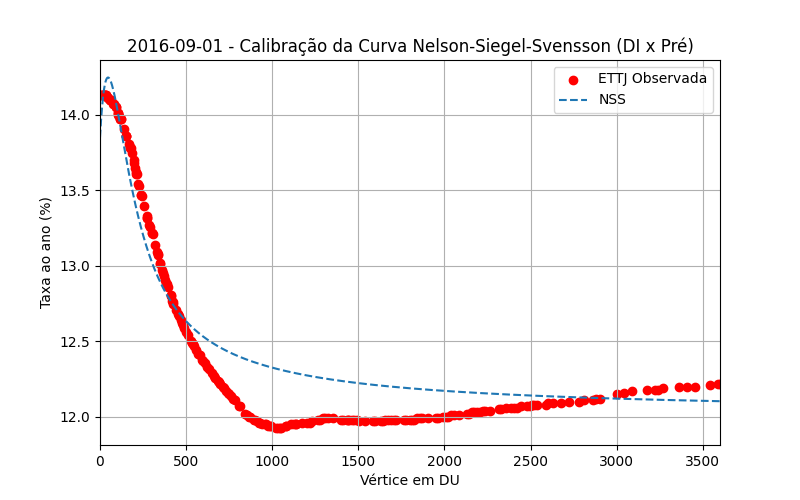 2016-09-01 - Calibração da Curva Nelson-Siegel-Svensson (DI x Pré)
ETTJ Observada
NSS
Taxa ao ano (%)
14.0
13.5
13.0
12.5
12.0
0 500 1000 1500 2000 2500 3000 3500
Vértice em DU